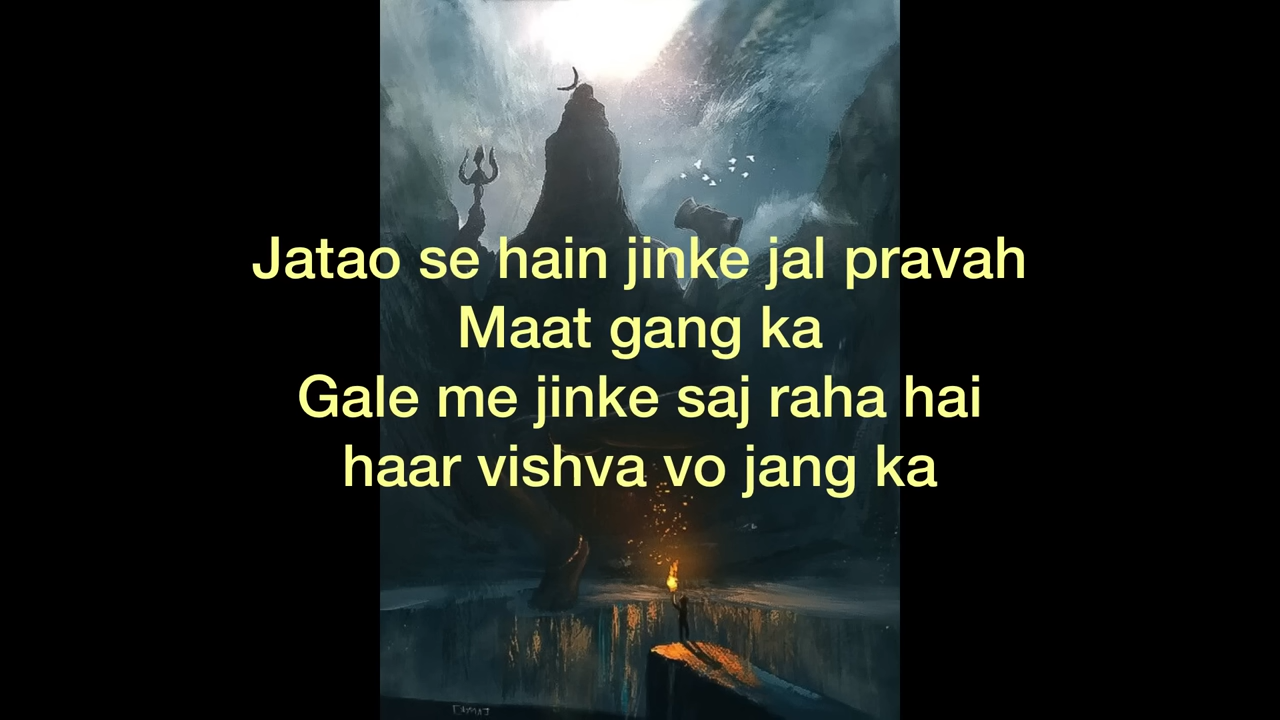 Jatao se hain jinke jal pravah
Maat gang ka
Gale me jinke saj raha hai
haar vishva vo jang ka